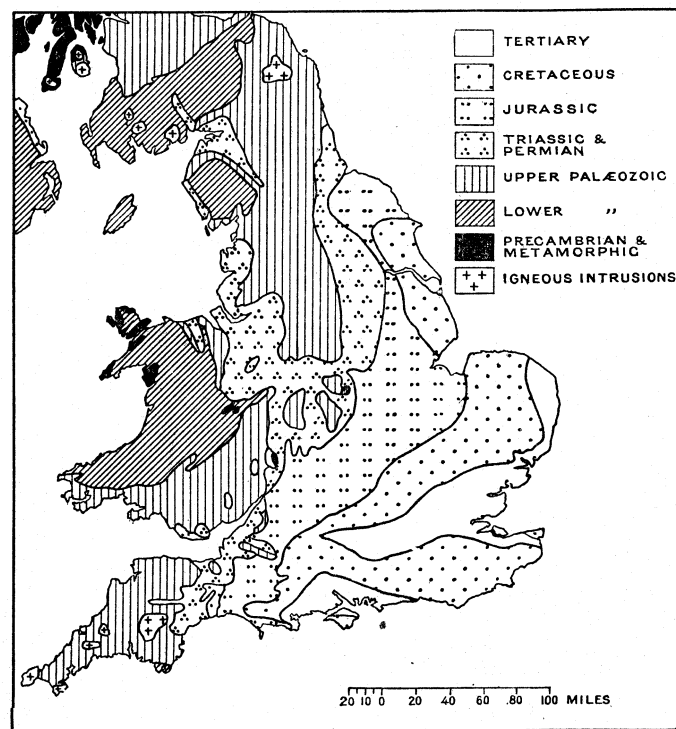 TERTIARY
CRETACEOUS
JURASSIC
TRIASSIC &
PERMIAN
UPPER PALÆOZOIC
LOWER "
PRECAMBRIAN &
METAMORPHIC
IGNEOUS INTRUSIONS
20 10 0 20 40 60 80 100 MILES